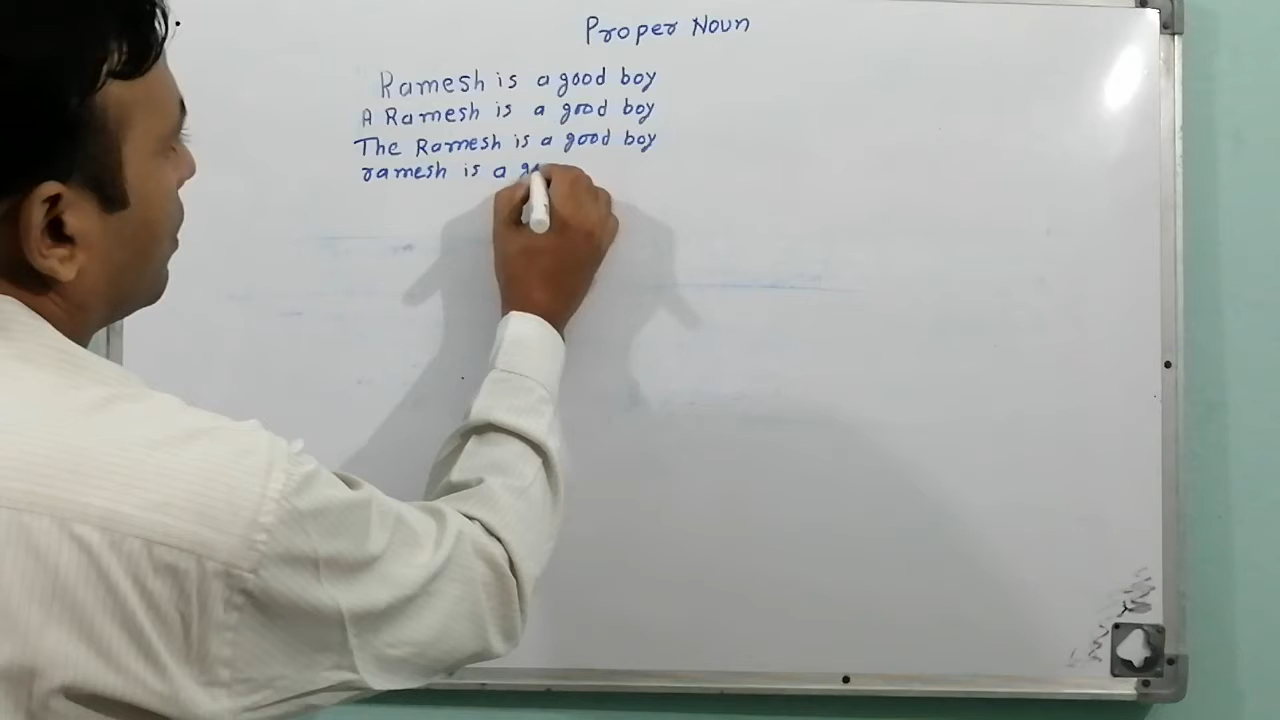 Proper Noun
Ramesh is a good boy
A Ramesh is a good boy
The Ramesh is a good boy
ramesh is a